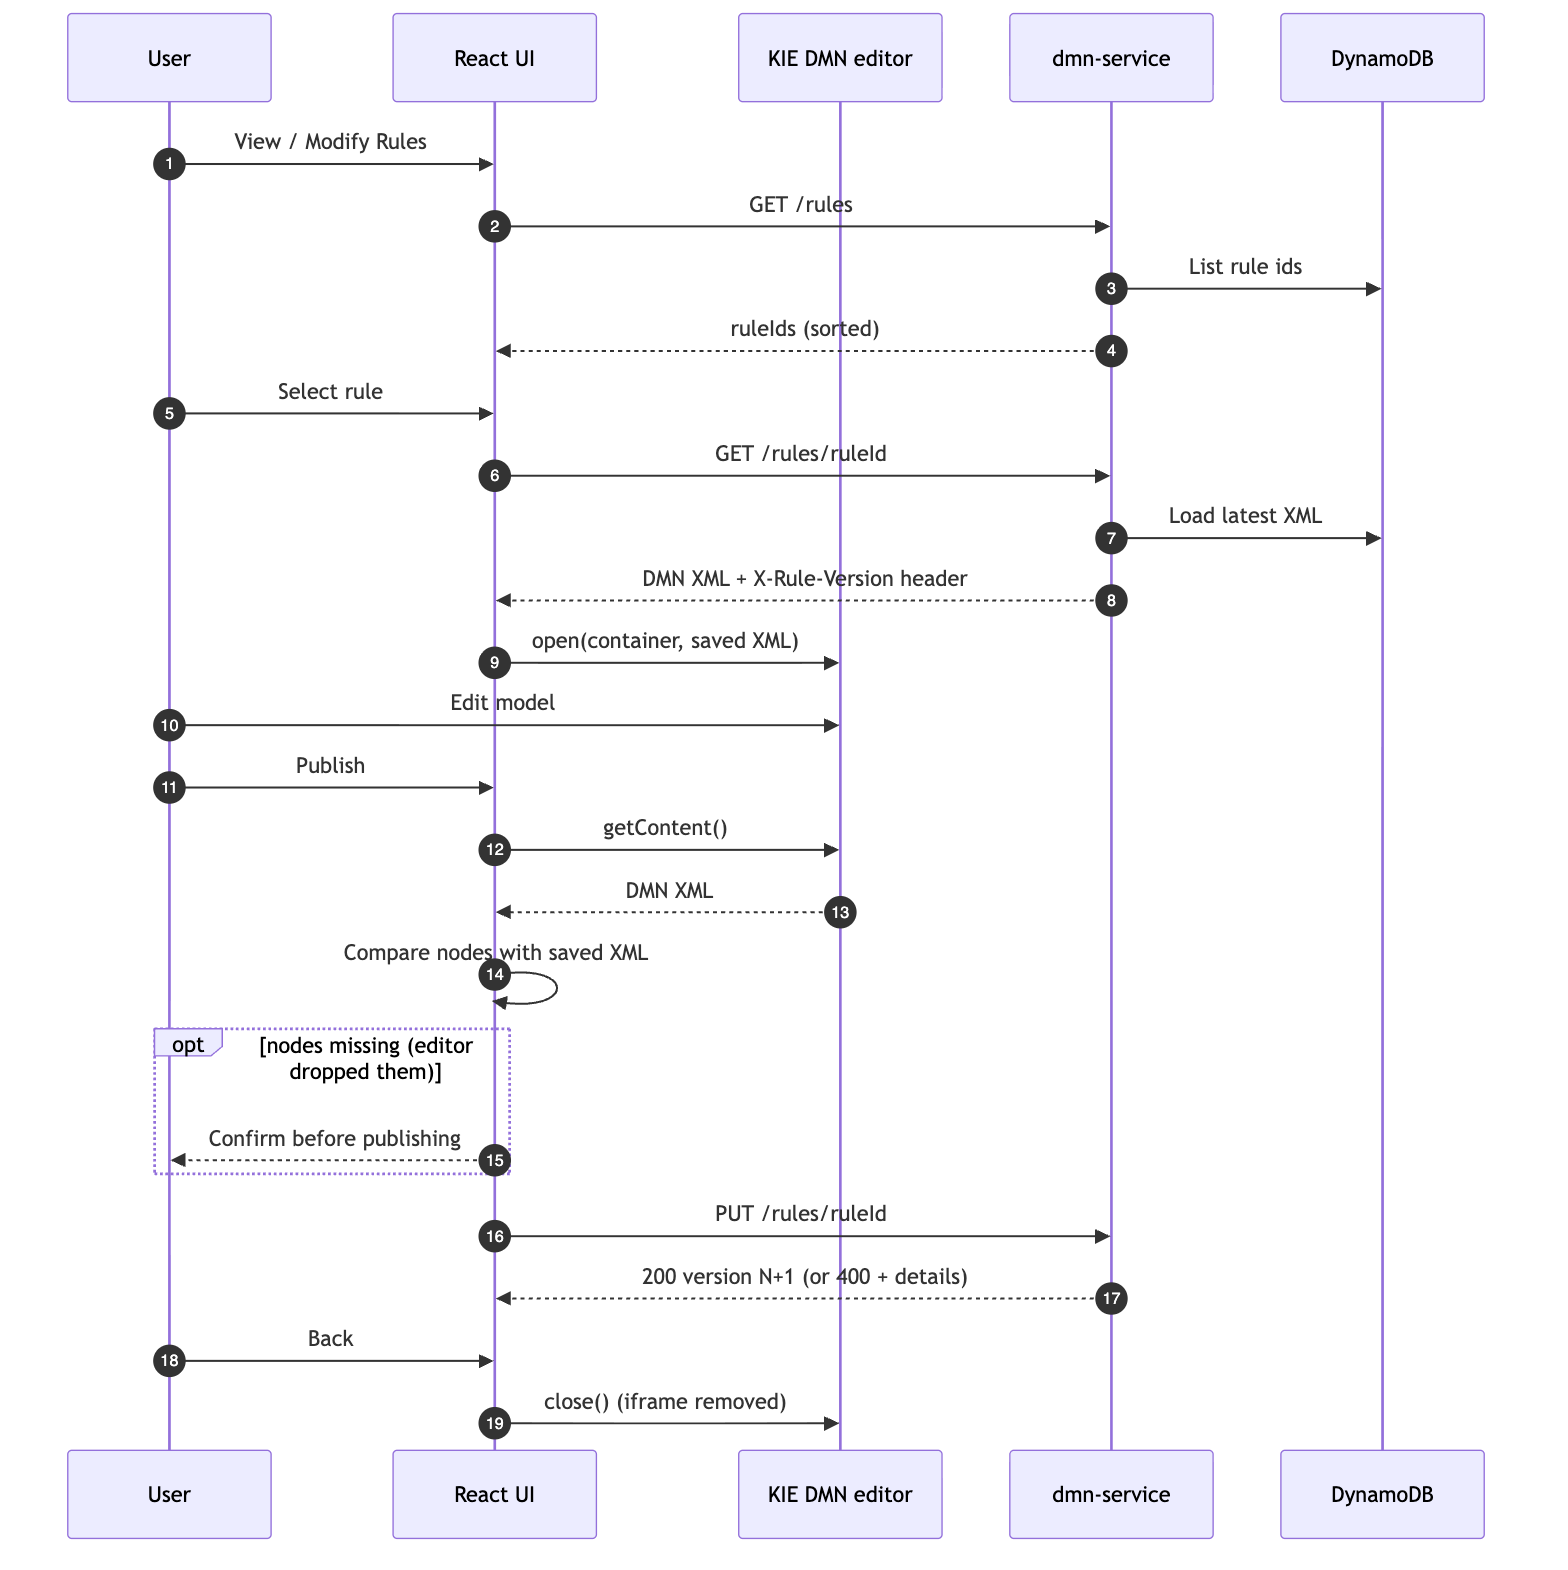 User
React UI
KIE DMN editor
dmn-service
DynamoDB
View / Modify Rules
1
GET /rules
2
List rule ids
3
ruleIds (sorted)
4
Select rule
5
GET /rules/ruleId
6
Load latest XML
7
DMN XML + X-Rule-Version header
8
open(container, saved XML)
9
Edit model
10
Publish
11
getContent()
12
DMN XML
13
Compare nodes with saved XML
14
opt
[nodes missing (editor
dropped them)]
Confirm before publishing
15
PUT /rules/ruleId
16
200 version N+1 (or 400 + details)
17
Back
18
close() (iframe removed)
19
User
React UI
KIE DMN editor
dmn-service
DynamoDB